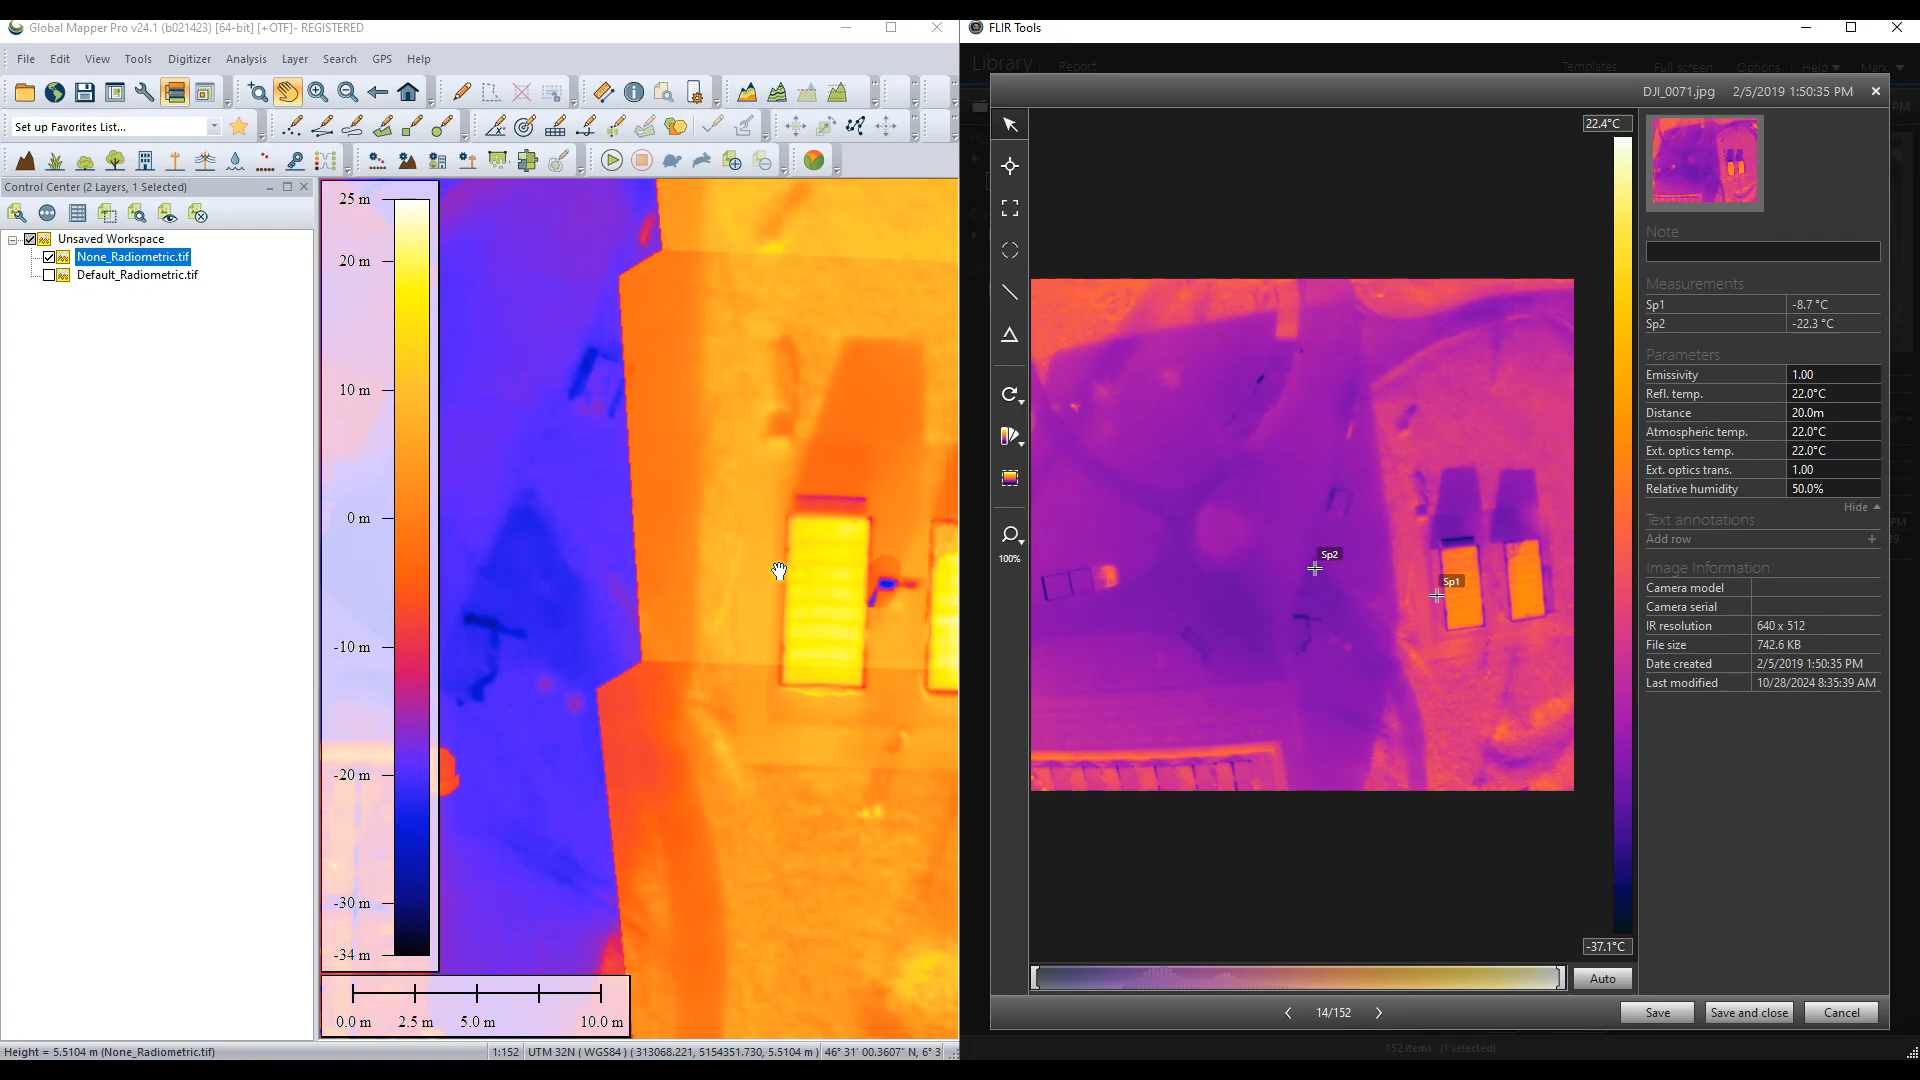 Global Mapper Pro v24.1 (b021423) [64-bit] [+OTF]- REGISTERED
File Edit View Tools Digitizer Analysis Layer Search GPS Help
Set up Favorites List...
Control Center (2 Layers, 1 Selected)
Unsaved Workspace
None_Radiometric.tif
Default_Radiometric.tif
25 m
20 m
10 m
0 m
-10 m
-20 m
-30 m
-34 m
0.0 m 2.5 m 5.0 m 10.0 m
Height = 5.5104 m (None_Radiometric.tif)
1:152 UTM 32N ( WGS84 ) ( 313068.221, 5154351.730, 5.5104 m ) 46° 31' 00.3607" N, 6° 3
FLIR Tools
Library Report Templates Full screen Options Help Mark
DJI_0071.jpg 2/5/2019 1:50:35 PM
22.4°C
100%
Sp2
Sp1
-37.1°C
Auto
14/152
Note
Measurements
Sp1 -8.7 °C
Sp2 -22.3 °C
Parameters
Emissivity 1.00
Refl. temp. 22.0°C
Distance 20.0m
Atmospheric temp. 22.0°C
Ext. optics temp. 22.0°C
Ext. optics trans. 1.00
Relative humidity 50.0%
Hide
Text annotations
Add row +
Image Information
Camera model
Camera serial
IR resolution 640 x 512
File size 742.6 KB
Date created 2/5/2019 1:50:35 PM
Last modified 10/28/2024 8:35:39 AM
Save Save and close Cancel
152 items (1 selected)